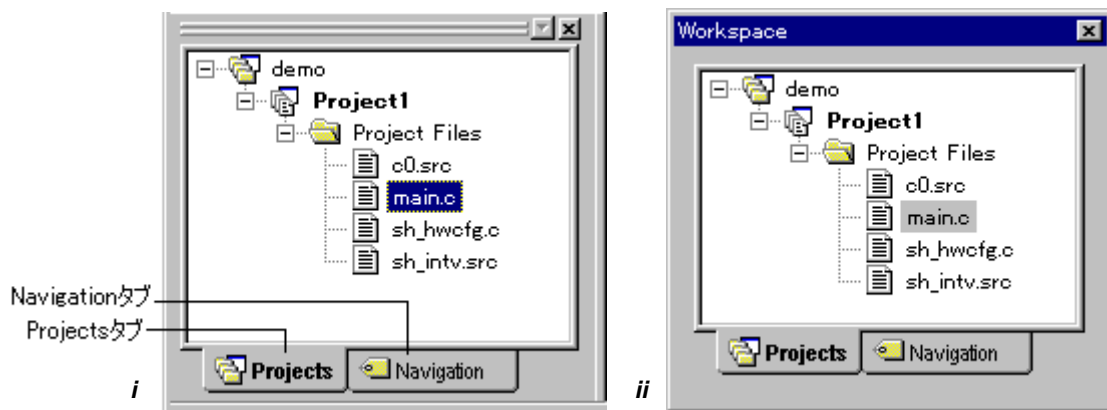 demo
Project1
Project Files
c0.src
main.c
sh_hwcfg.c
sh_intv.src
Navigationタブ
Projectsタブ
Projects
Navigation
i
Workspace
demo
Project1
Project Files
c0.src
main.c
sh_hwcfg.c
sh_intv.src
Projects
Navigation
ii